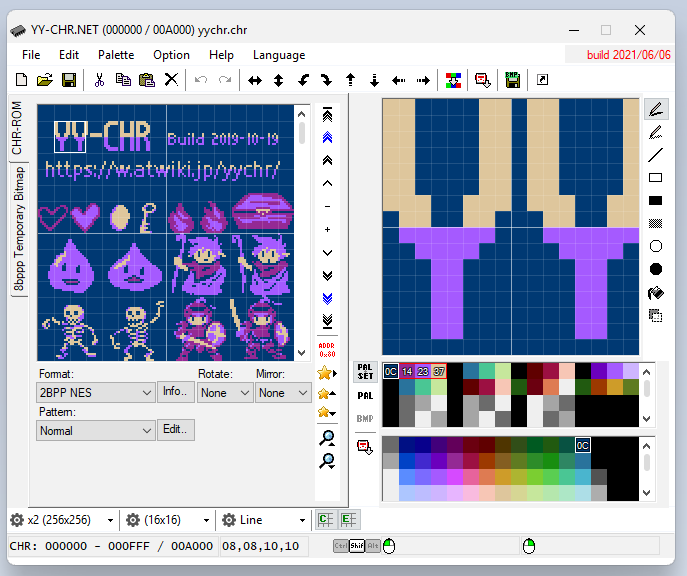 YY-CHR.NET (000000 / 00A000) yychr.chr
File Edit Palette Option Help Language
build 2021/06/06
BMP
CHR-ROM
8bppp Temporary Bitmap
YY-CHR Build 2019-10-19
https://w.atwiki.jp/yychr/
ADDR
0x80
Format: Rotate: Mirror:
2BPP NES Info.. None None
Pattern:
Normal Edit..
PAL
SET
0C 14 23 37
PAL
BMP
0C
x2 (256x256) (16x16) Line C E
CHR: 000000 - 000FFF / 00A000 08,08,10,10 Ctrl Shif Alt